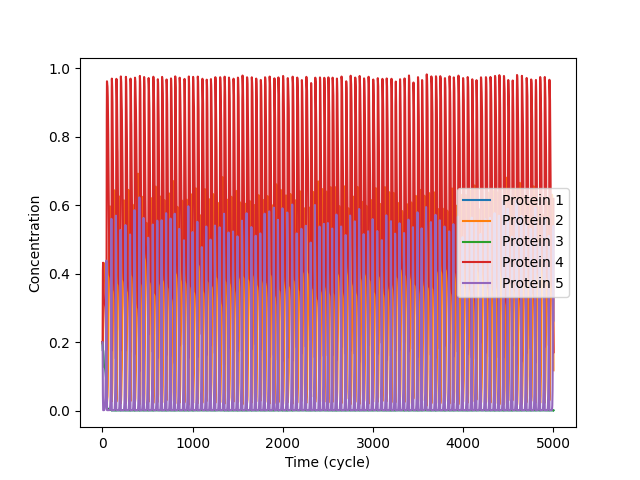 1.0
0.8
0.6
0.4
0.2
0.0
Concentration
0 1000 2000 3000 4000 5000
Time (cycle)
Protein 1
Protein 2
Protein 3
Protein 4
Protein 5